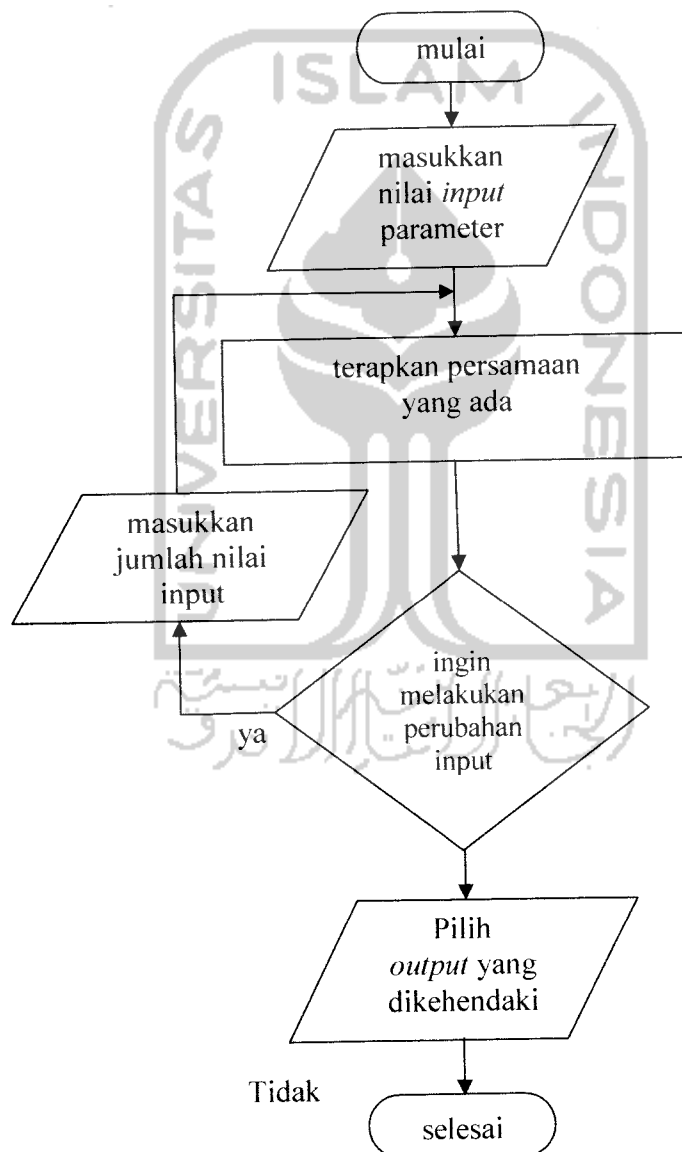 mulai
ISLAM
UNIVERSITAS
INDONESIA
masukkan
nilai input
parameter
terapkan persamaan
yang ada
masukkan
jumlah nilai
input
ingin
melakukan
perubahan
input
ya
Pilih
output yang
dikehendaki
Tidak
selesai